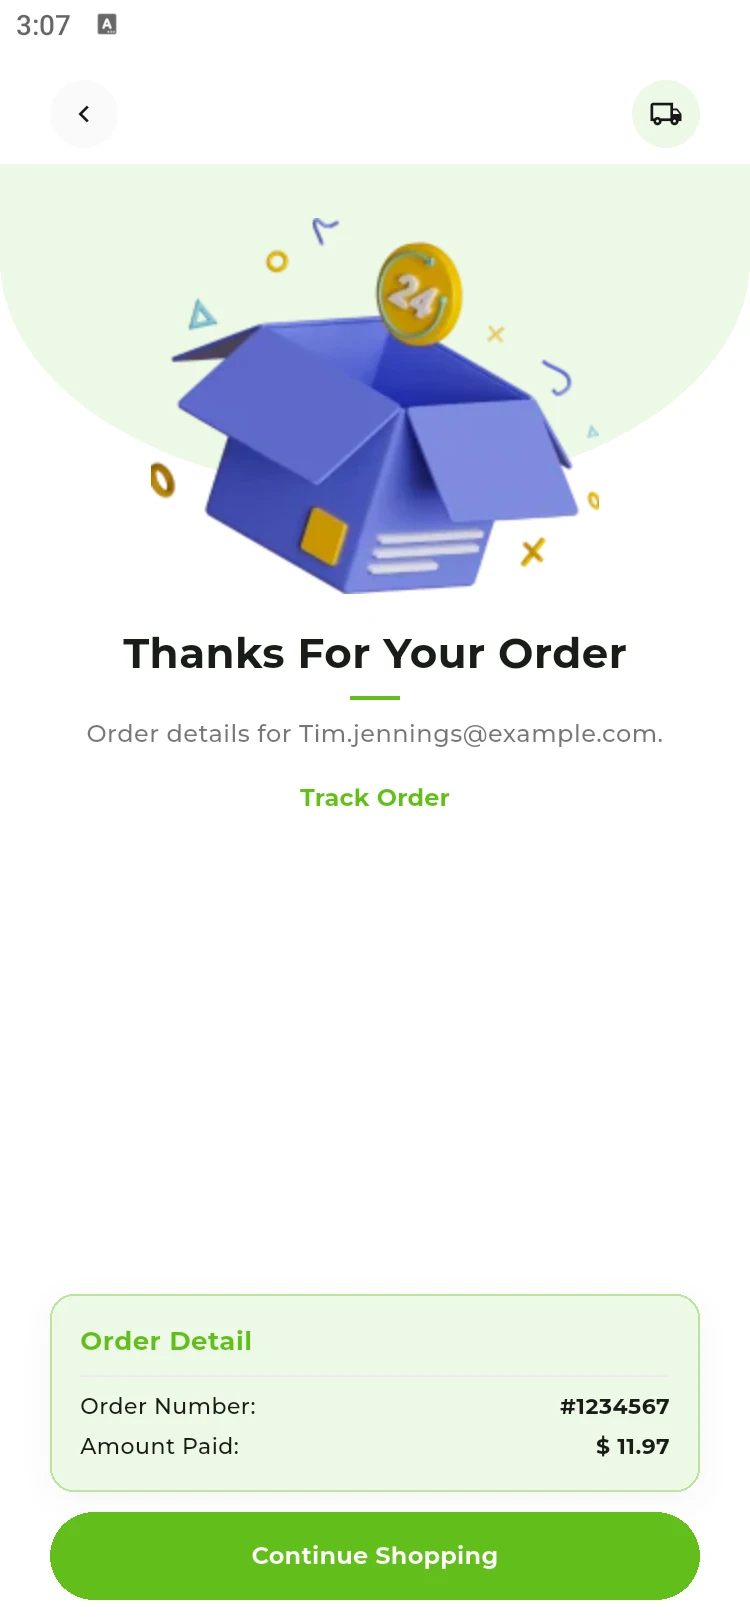 3:07
A
24
Thanks For Your Order
Order details for Tim.jennings@example.com.
Track Order
Order Detail
Order Number: #1234567
Amount Paid: $ 11.97
Continue Shopping